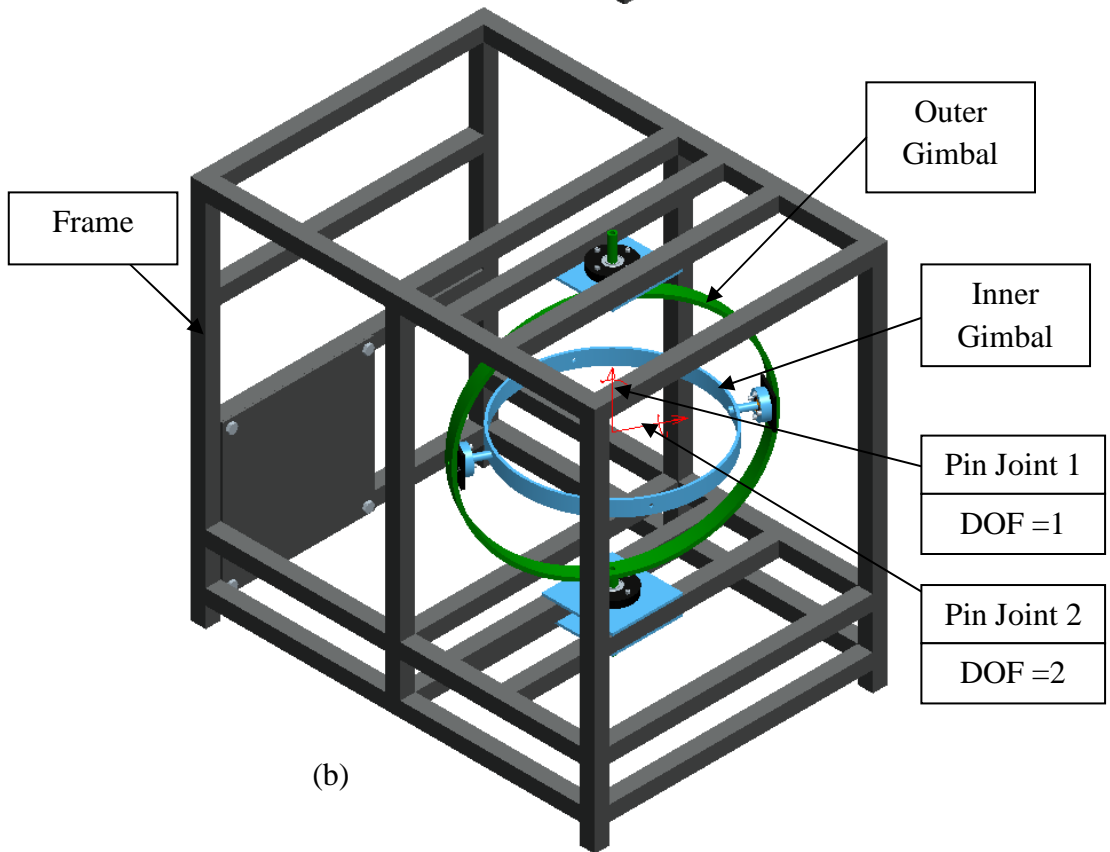 Outer
Gimbal
Frame
Inner
Gimbal
Pin Joint 1
DOF =1
Pin Joint 2
DOF =2
(b)